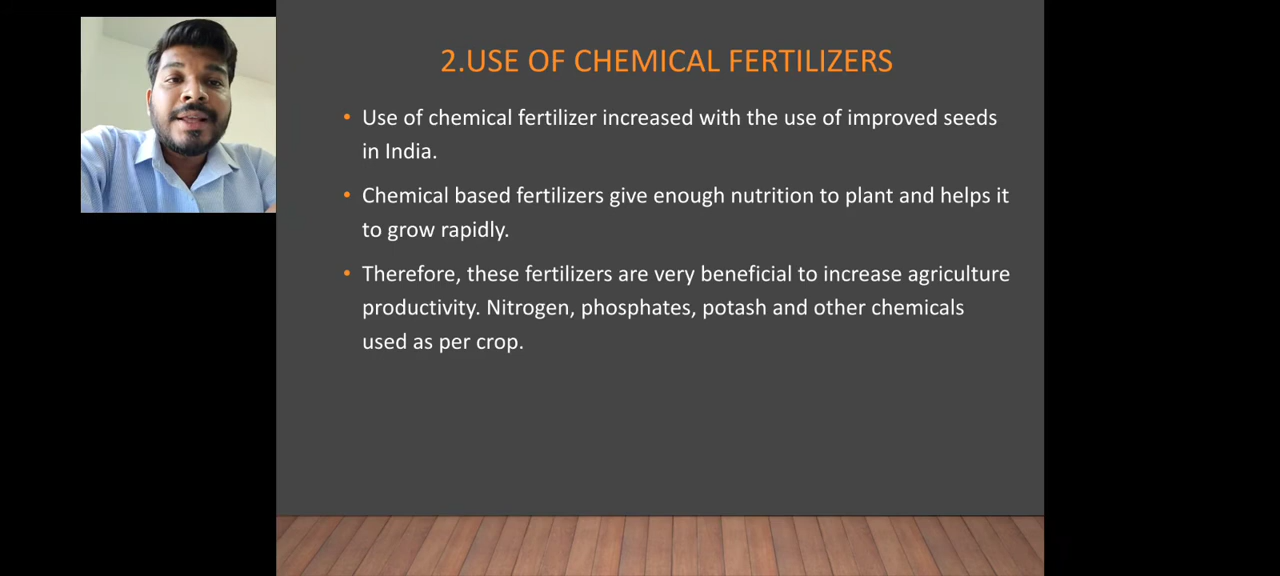 2.USE OF CHEMICAL FERTILIZERS
• Use of chemical fertilizer increased with the use of improved seeds
in India.
• Chemical based fertilizers give enough nutrition to plant and helps it
to grow rapidly.
• Therefore, these fertilizers are very beneficial to increase agriculture
productivity. Nitrogen, phosphates, potash and other chemicals
used as per crop.